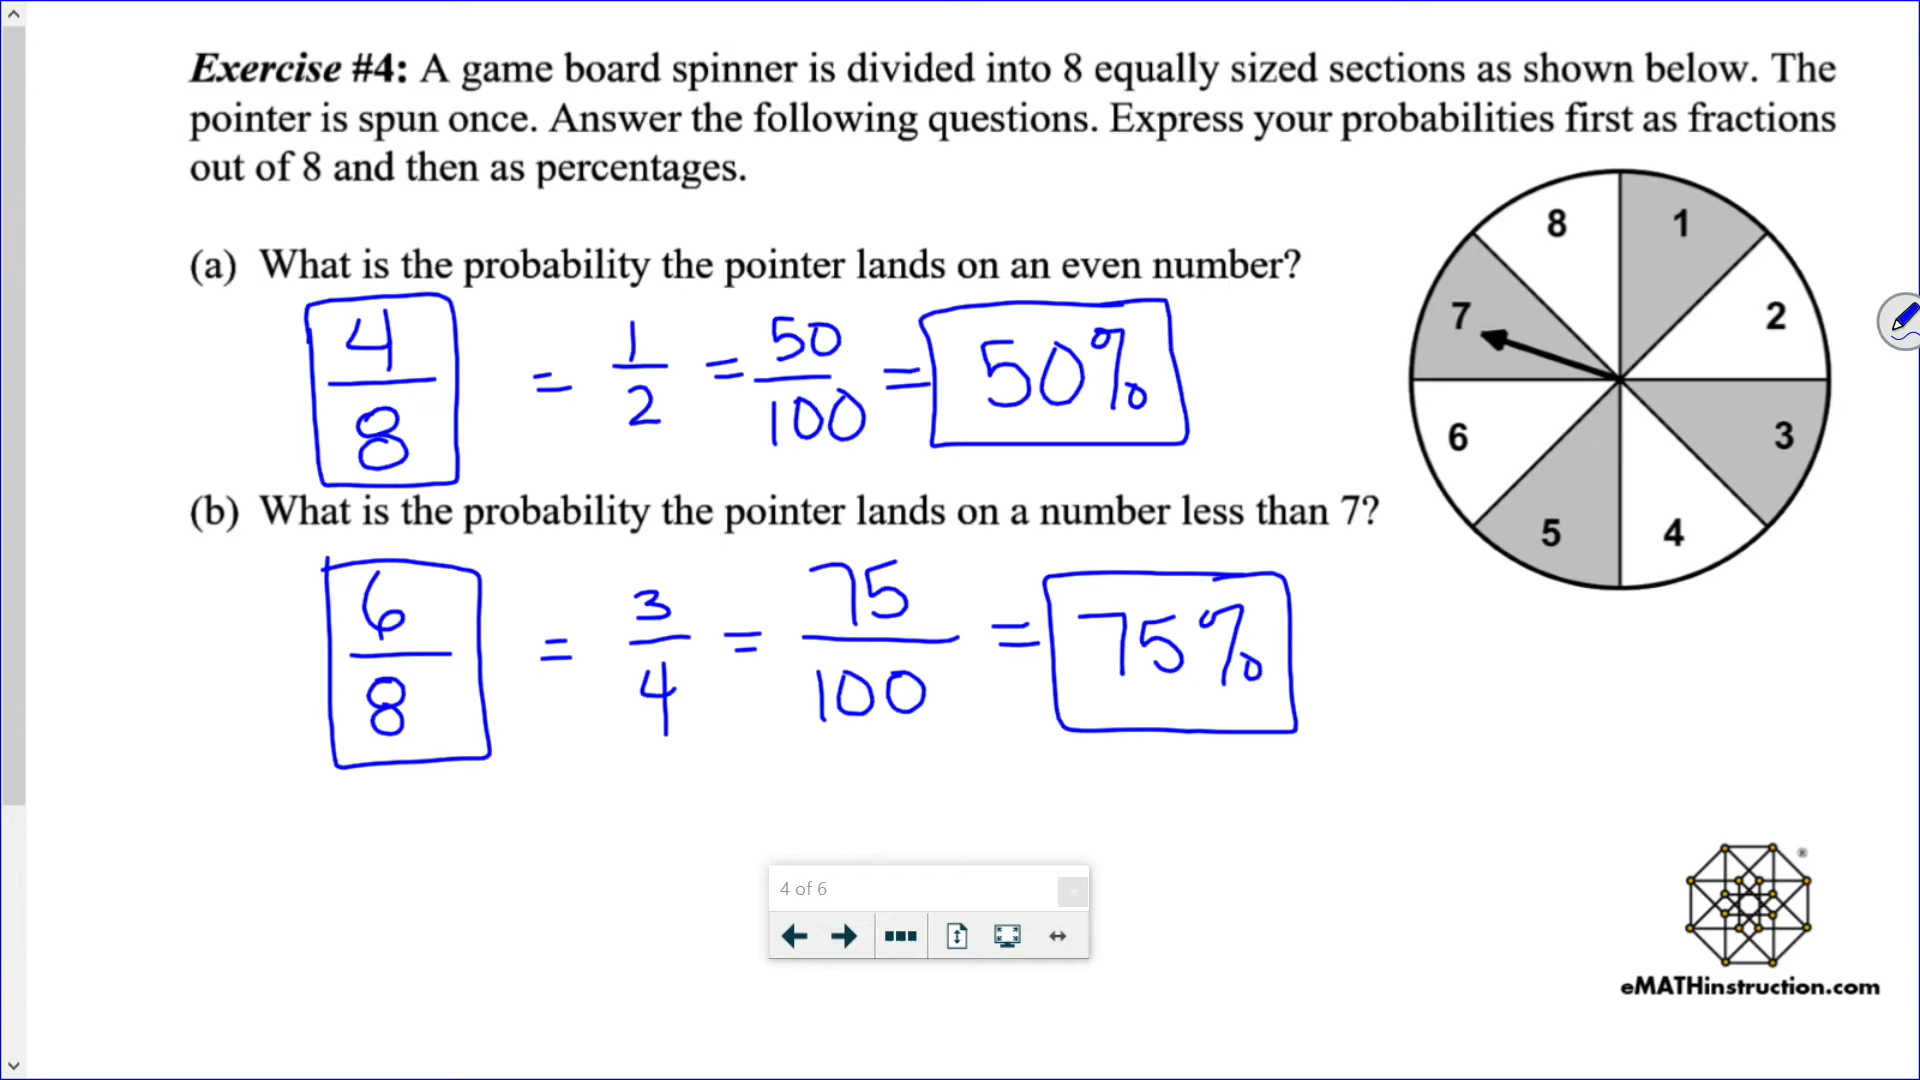 Exercise #4: A game board spinner is divided into 8 equally sized sections as shown below. The
pointer is spun once. Answer the following questions. Express your probabilities first as fractions
out of 8 and then as percentages.
(a) What is the probability the pointer lands on an even number?
4/8 = 1/2 = 50/100 = 50%
(b) What is the probability the pointer lands on a number less than 7?
6/8 = 3/4 = 75/100 = 75%
8 1
7 2
6 3
5 4
4 of 6
®
eMATHinstruction.com